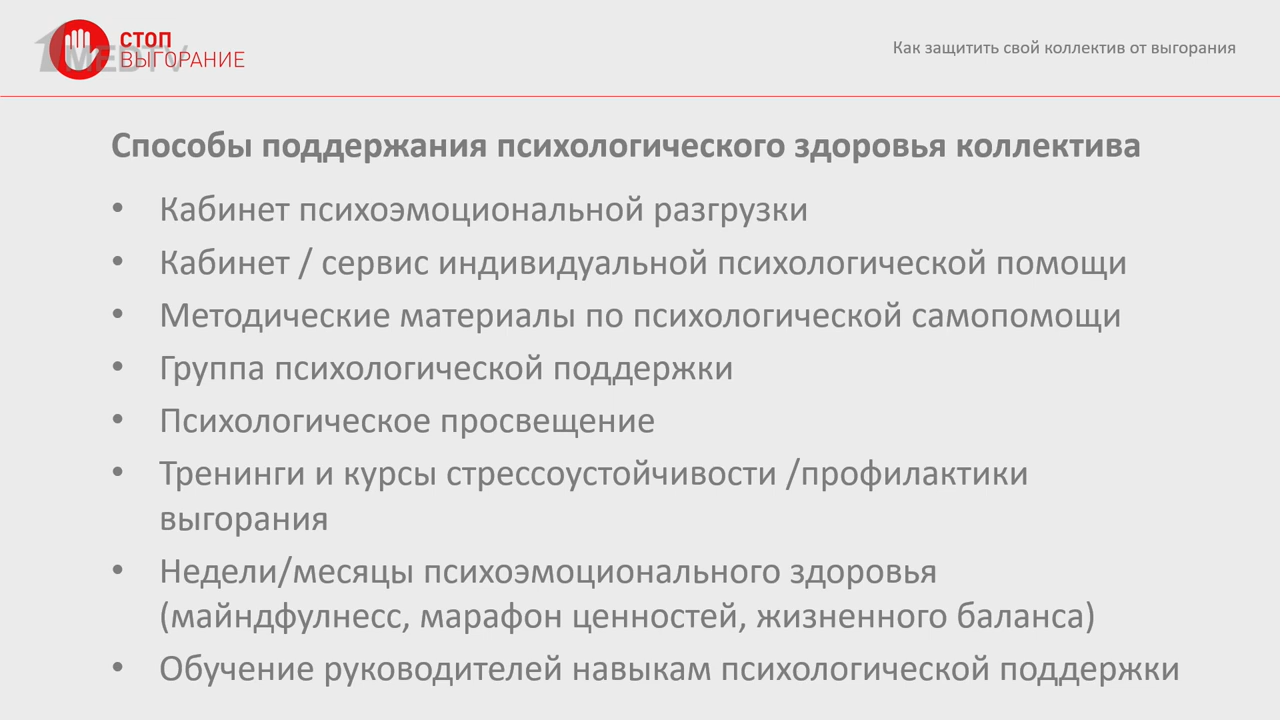 СТОП
ВЫГОРАНИЕ
1MEDTV
Как защитить свой коллектив от выгорания
Способы поддержания психологического здоровья коллектива
• Кабинет психоэмоциональной разгрузки
• Кабинет / сервис индивидуальной психологической помощи
• Методические материалы по психологической самопомощи
• Группа психологической поддержки
• Психологическое просвещение
• Тренинги и курсы стрессоустойчивости /профилактики
выгорания
• Недели/месяцы психоэмоционального здоровья
(майндфулнесс, марафон ценностей, жизненного баланса)
• Обучение руководителей навыкам психологической поддержки